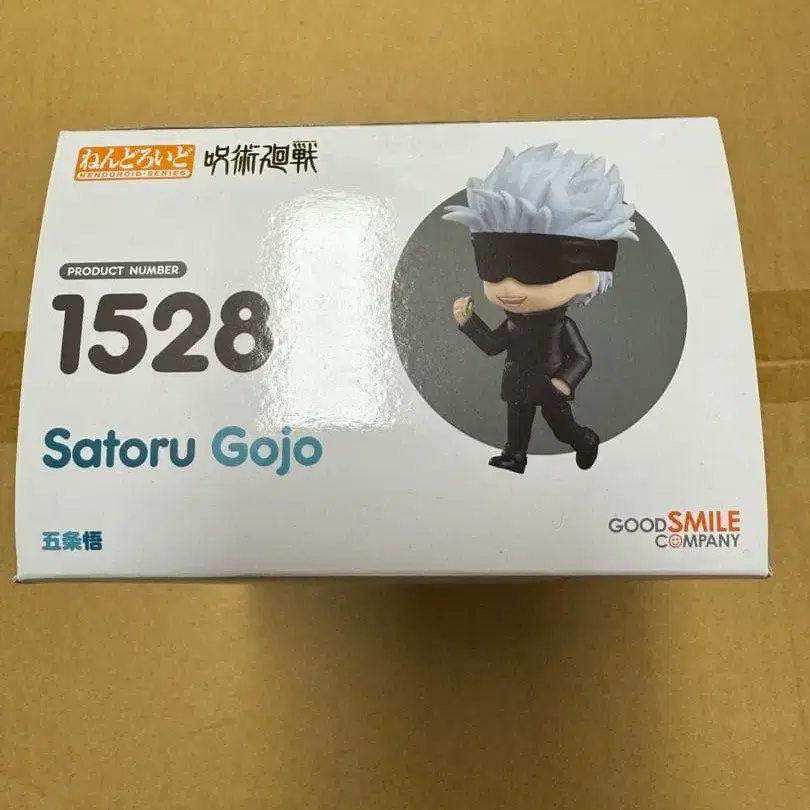 ねんどろいど 呪術廻戦
NENDOROID·SERIES
PRODUCT NUMBER
1528
Satoru Gojo
五条悟
GOOD SMILE
COMPANY